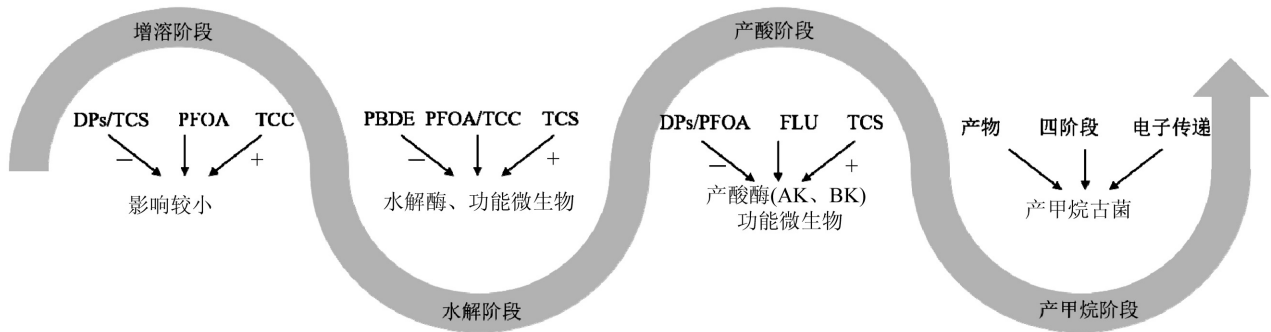 增溶阶段
产酸阶段
DPs/TCS PFOA TCC
PBDE PFOA/TCC TCS
DPs/PFOA FLU TCS
产物 四阶段 电子传递
− +
− +
− +
影响较小
水解酶、功能微生物
产酸酶(AK、BK)
功能微生物
产甲烷古菌
水解阶段
产甲烷阶段